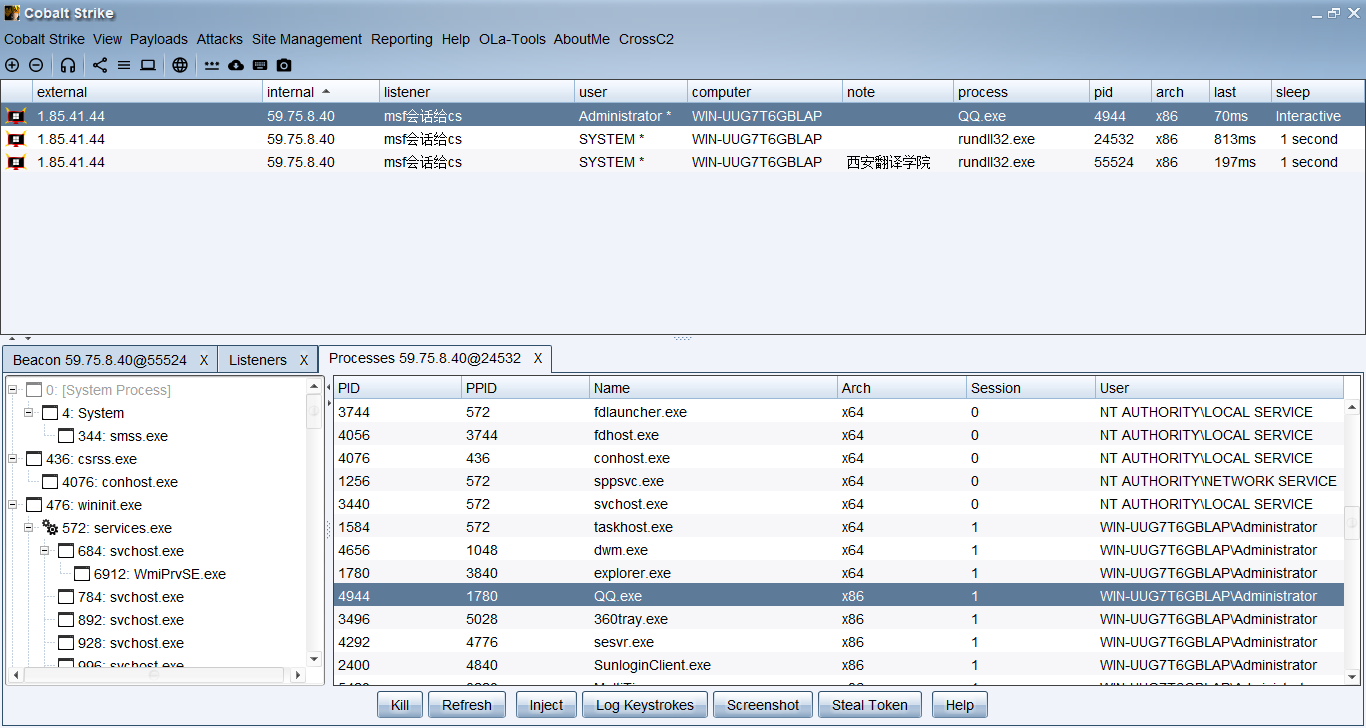 Cobalt Strike
Cobalt Strike View Payloads Attacks Site Management Reporting Help OLa-Tools AboutMe CrossC2
external internal listener user computer note process pid arch last sleep
1.85.41.44 59.75.8.40 msf会话给cs Administrator * WIN-UUG7T6GBLAP QQ.exe 4944 x86 70ms Interactive
1.85.41.44 59.75.8.40 msf会话给cs SYSTEM * WIN-UUG7T6GBLAP rundll32.exe 24532 x86 813ms 1 second
1.85.41.44 59.75.8.40 msf会话给cs SYSTEM * WIN-UUG7T6GBLAP 西安翻译学院 rundll32.exe 55524 x86 197ms 1 second
Beacon 59.75.8.40@55524 X Listeners X Processes 59.75.8.40@24532 X
0: [System Process]
4: System
344: smss.exe
436: csrss.exe
4076: conhost.exe
476: wininit.exe
572: services.exe
684: svchost.exe
6912: WmiPrvSE.exe
784: svchost.exe
892: svchost.exe
928: svchost.exe
996: svchost.exe
PID PPID Name Arch Session User
3744 572 fdlauncher.exe x64 0 NT AUTHORITY\LOCAL SERVICE
4056 3744 fdhost.exe x64 0 NT AUTHORITY\LOCAL SERVICE
4076 436 conhost.exe x64 0 NT AUTHORITY\LOCAL SERVICE
1256 572 sppsvc.exe x64 0 NT AUTHORITY\NETWORK SERVICE
3440 572 svchost.exe x64 0 NT AUTHORITY\LOCAL SERVICE
1584 572 taskhost.exe x64 1 WIN-UUG7T6GBLAP\Administrator
4656 1048 dwm.exe x64 1 WIN-UUG7T6GBLAP\Administrator
1780 3840 explorer.exe x64 1 WIN-UUG7T6GBLAP\Administrator
4944 1780 QQ.exe x86 1 WIN-UUG7T6GBLAP\Administrator
3496 5028 360tray.exe x86 1 WIN-UUG7T6GBLAP\Administrator
4292 4776 sesvr.exe x86 1 WIN-UUG7T6GBLAP\Administrator
2400 4840 SunloginClient.exe x86 1 WIN-UUG7T6GBLAP\Administrator
Kill Refresh Inject Log Keystrokes Screenshot Steal Token Help